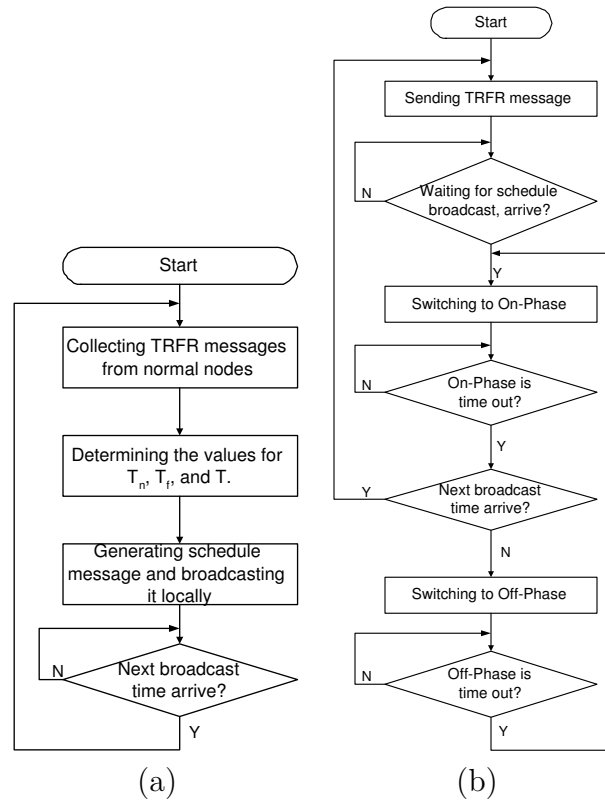 Start
Collecting TRFR messages
from normal nodes
Determining the values for
Tn, Tf, and T.
Generating schedule
message and broadcasting
it locally
N
Next broadcast
time arrive?
Y
(a)
Start
Sending TRFR message
N
Waiting for schedule
broadcast, arrive?
Y
Switching to On-Phase
N
On-Phase is
time out?
Y
Y
Next broadcast
time arrive?
N
Switching to Off-Phase
N
Off-Phase is
time out?
Y
(b)